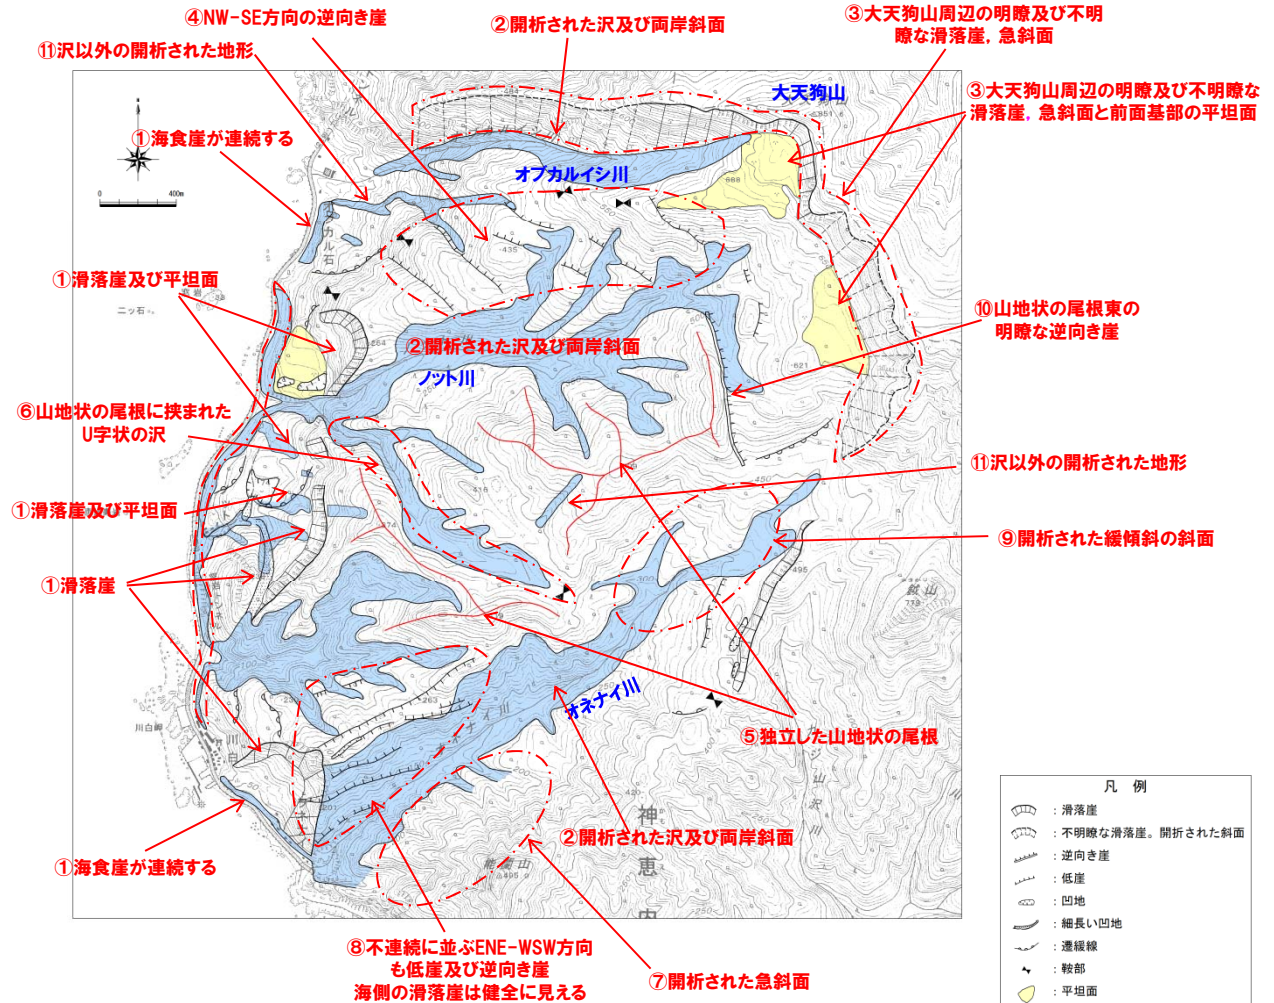 ④NW-SE方向の逆向き崖
②開析された沢及び両岸斜面
③大天狗山周辺の明瞭及び不明
瞭な滑落崖，急斜面
⑪沢以外の開析された地形
大天狗山
③大天狗山周辺の明瞭及び不明瞭な
滑落崖，急斜面と前面基部の平坦面
①海食崖が連続する
オブカルイシ川
0 400m
①滑落崖及び平坦面
二ッ石
⑩山地状の尾根東の
明瞭な逆向き崖
②開析された沢及び両岸斜面
ノット川
⑥山地状の尾根に挟まれた
U字状の沢
⑪沢以外の開析された地形
①滑落崖及び平坦面
⑨開析された緩傾斜の斜面
①滑落崖
オネナイ川
川白岬
川白
⑤独立した山地状の尾根
神恵内
②開析された沢及び両岸斜面
①海食崖が連続する
⑧不連続に並ぶENE-WSW方向
も低崖及び逆向き崖
海側の滑落崖は健全に見える
⑦開析された急斜面
凡 例
：滑落崖
：不明瞭な滑落崖。開折された斜面
：逆向き崖
：低崖
：凹地
：細長い凹地
：遷緩線
：鞍部
：平坦面